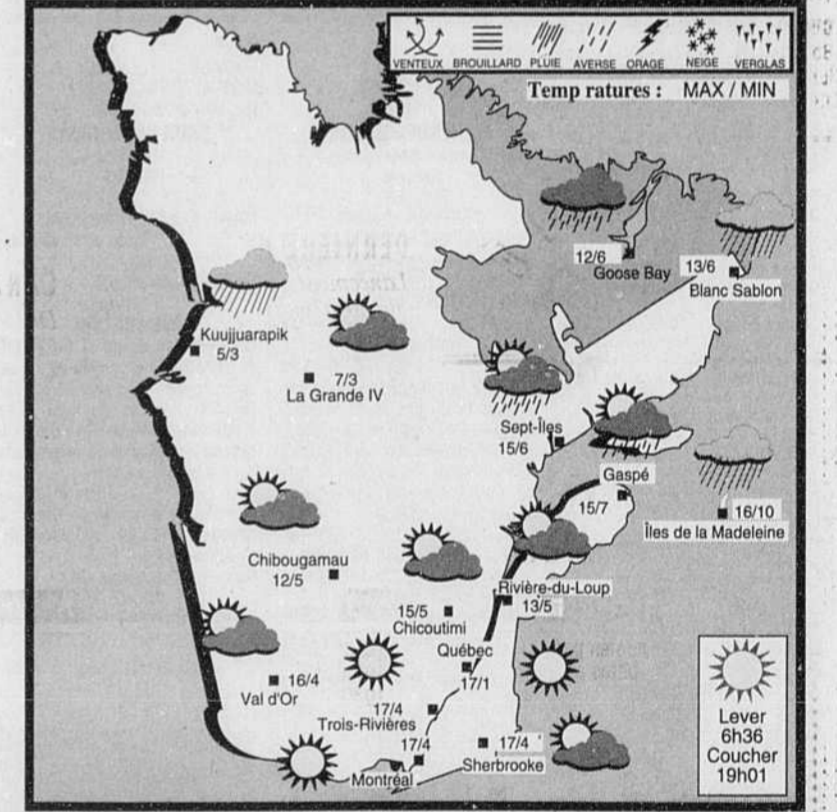 VENTEUX BROUILLARD PLUIE AVERSE ORAGE NEIGE VERGLAS
Temp ratures : MAX / MIN
12/6
Goose Bay
13/6
Blanc Sablon
Kuujjuarapik
5/3
7/3
La Grande IV
Sept-Îles
15/6
Gaspé
15/7
16/10
Îles de la Madeleine
Chibougamau
12/5
15/5
Chicoutimi
Rivière-du-Loup
13/5
Québec
17/1
16/4
Val d'Or
17/4
Trois-Rivières
17/4
Montréal
17/4
Sherbrooke
Lever
6h36
Coucher
19h01